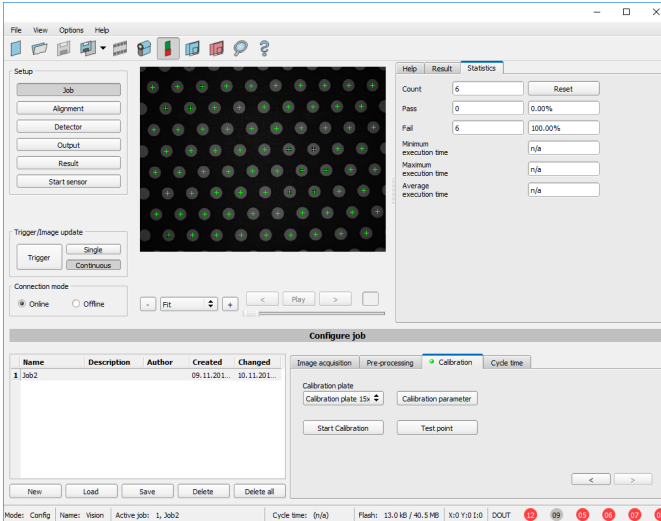 File View Options Help
Setup
Job
Alignment
Detector
Output
Result
Start sensor
Trigger/Image update
Trigger
Single
Continuous
Connection mode
Online Offline
- Fit +
< Play >
Help Result Statistics
Count 6 Reset
Pass 0 0.00%
Fail 6 100.00%
Minimum
execution time n/a
Maximum
execution time n/a
Average
execution time n/a
Configure job
Name Description Author Created Changed
1 Job2 09.11.201... 10.11.201...
New Load Save Delete Delete all
Image acquisition Pre-processing Calibration Cycle time
Calibration plate
Calibration plate 15x Calibration parameter
Start Calibration Test point
< >
Mode: Config Name: Vision Active job: 1, Job2 Cycle time: (n/a) Flash: 13.0 kB / 40.5 MB X:0 Y:0 I:0 DOUT 12 09 05 06 07